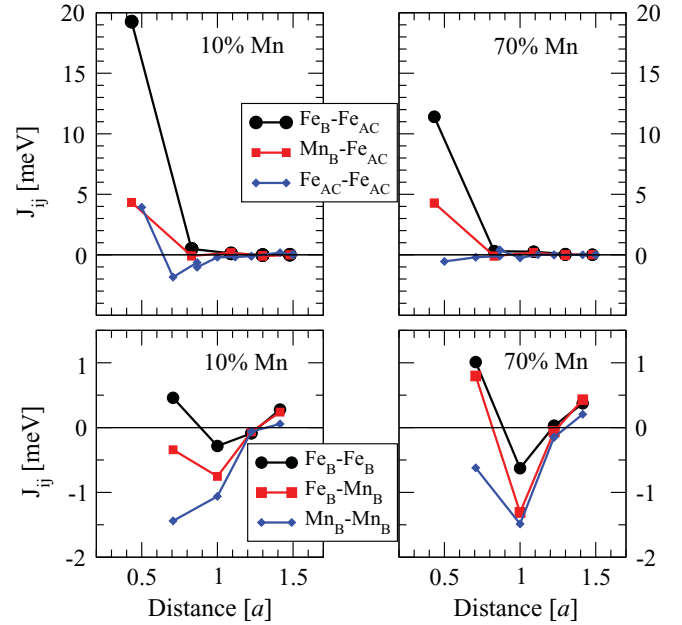 20
15
10
5
0
J_ij [meV]
10% Mn
Fe_B-Fe_AC
Mn_B-Fe_AC
Fe_AC-Fe_AC
70% Mn
20
15
10
5
0
1
0
-1
-2
J_ij [meV]
10% Mn
Fe_B-Fe_B
Fe_B-Mn_B
Mn_B-Mn_B
70% Mn
1
0
-1
-2
0.5 1 1.5
Distance [a]
0.5 1 1.5
Distance [a]